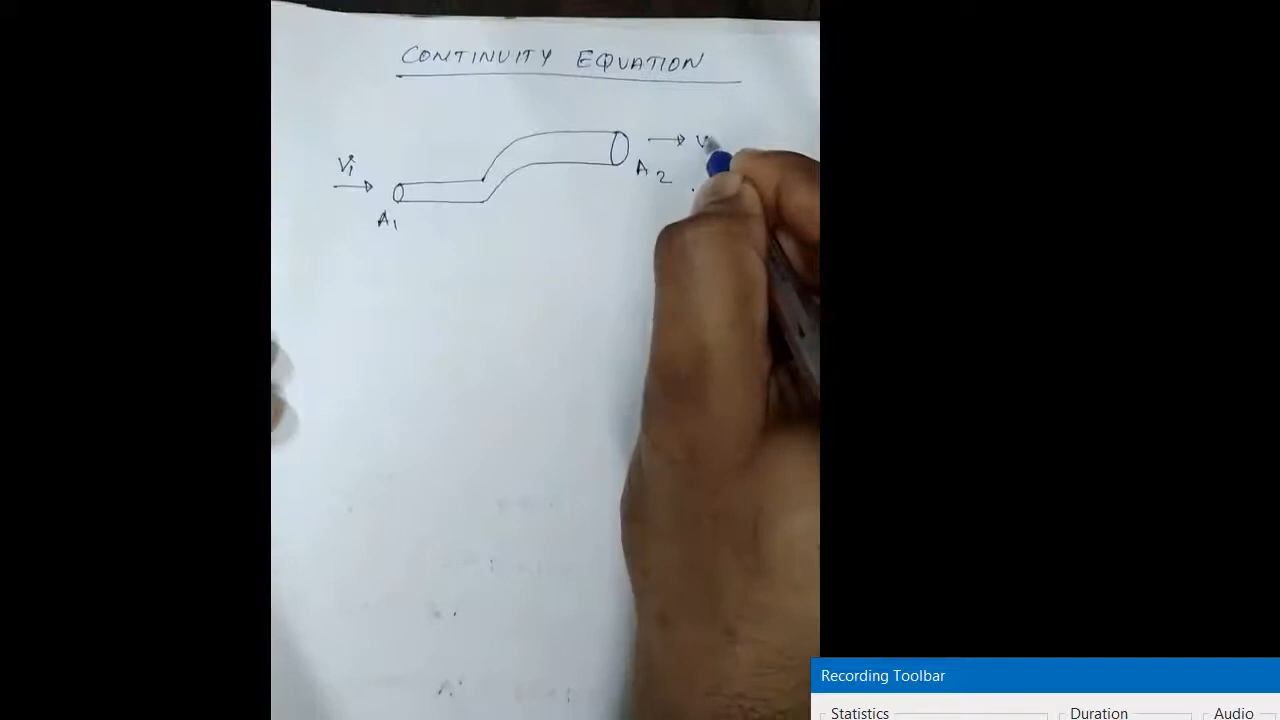 CONTINUITY EQUATION
V1
V
A1
A2
Recording Toolbar
Statistics
Duration
Audio